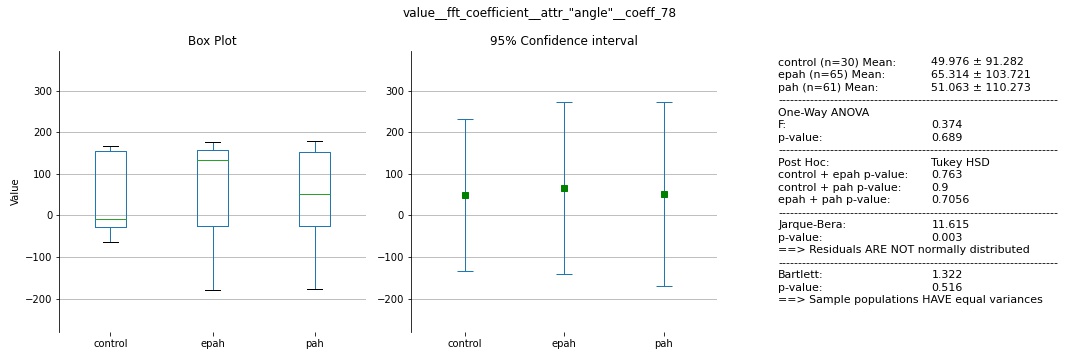 value__fft_coefficient__attr_"angle"__coeff_78
Box Plot
95% Confidence interval
Value
300
200
100
0
−100
−200
control
epah
pah
300
200
100
0
−100
−200
control
epah
pah
control (n=30) Mean: 49.976 ± 91.282
epah (n=65) Mean: 65.314 ± 103.721
pah (n=61) Mean: 51.063 ± 110.273
One-Way ANOVA
F: 0.374
p-value: 0.689
Post Hoc: Tukey HSD
control + epah p-value: 0.763
control + pah p-value: 0.9
epah + pah p-value: 0.7056
Jarque-Bera: 11.615
p-value: 0.003
==> Residuals ARE NOT normally distributed
Bartlett: 1.322
p-value: 0.516
==> Sample populations HAVE equal variances